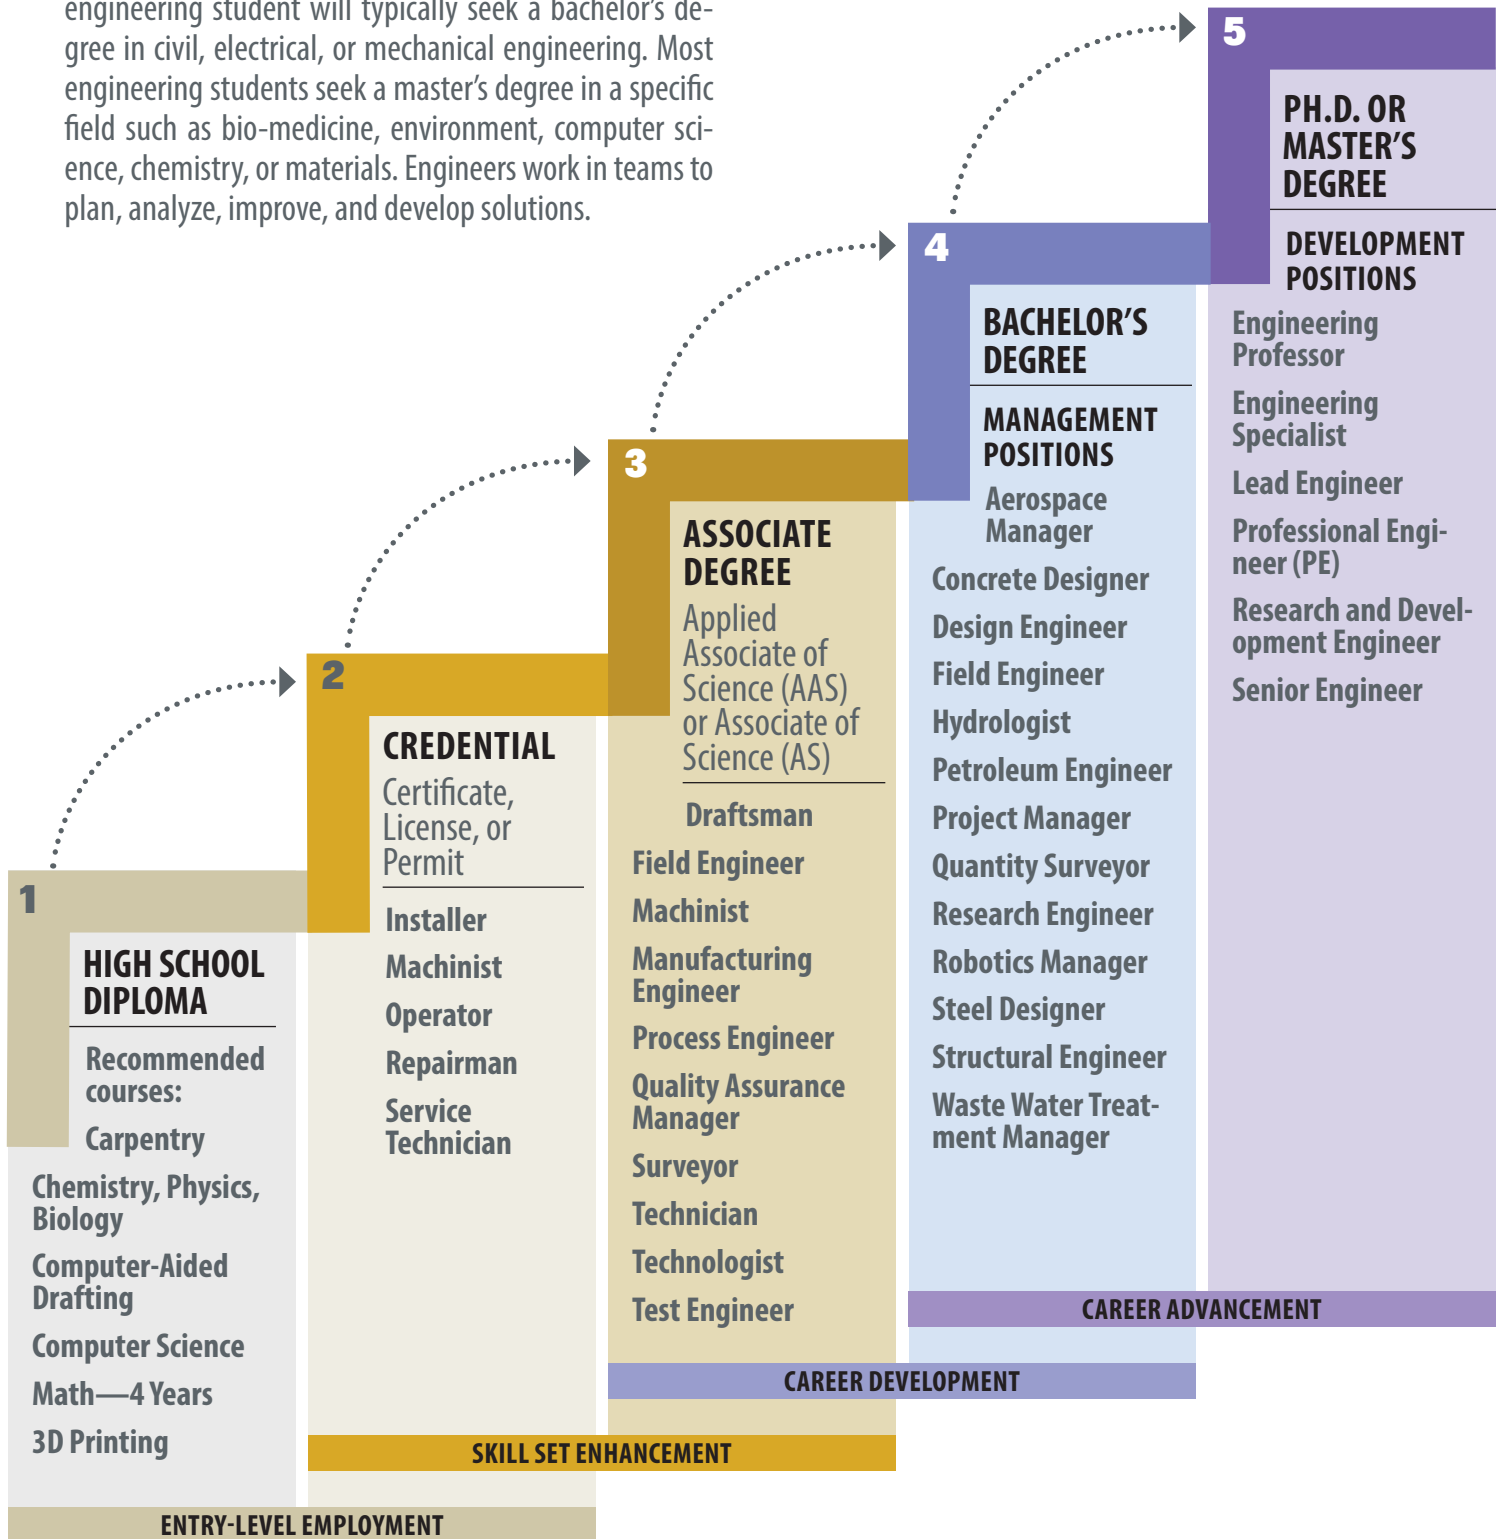 engineering student will typically seek a bachelor's de-
gree in civil, electrical, or mechanical engineering. Most
engineering students seek a master's degree in a specific
field such as bio-medicine, environment, computer sci-
ence, chemistry, or materials. Engineers work in teams to
plan, analyze, improve, and develop solutions.
1
HIGH SCHOOL
DIPLOMA
Recommended
courses:
Carpentry
Chemistry, Physics,
Biology
Computer-Aided
Drafting
Computer Science
Math—4 Years
3D Printing
2
CREDENTIAL
Certificate,
License, or
Permit
Installer
Machinist
Operator
Repairman
Service
Technician
3
ASSOCIATE
DEGREE
Applied
Associate of
Science (AAS)
or Associate of
Science (AS)
Draftsman
Field Engineer
Machinist
Manufacturing
Engineer
Process Engineer
Quality Assurance
Manager
Surveyor
Technician
Technologist
Test Engineer
4
BACHELOR'S
DEGREE
MANAGEMENT
POSITIONS
Aerospace
Manager
Concrete Designer
Design Engineer
Field Engineer
Hydrologist
Petroleum Engineer
Project Manager
Quantity Surveyor
Research Engineer
Robotics Manager
Steel Designer
Structural Engineer
Waste Water Treat-
ment Manager
5
PH.D. OR
MASTER'S
DEGREE
DEVELOPMENT
POSITIONS
Engineering
Professor
Engineering
Specialist
Lead Engineer
Professional Engi-
neer (PE)
Research and Devel-
opment Engineer
Senior Engineer
CAREER ADVANCEMENT
CAREER DEVELOPMENT
SKILL SET ENHANCEMENT
ENTRY-LEVEL EMPLOYMENT